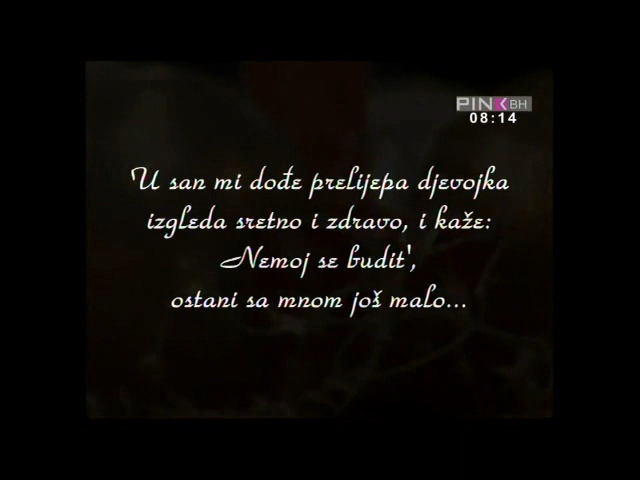 PINK BH
08:14
U san mi dođe prelijepa djevojka
izgleda sretno i zdravo, i kaže:
Nemoj se budit',
ostani sa mnom još malo...